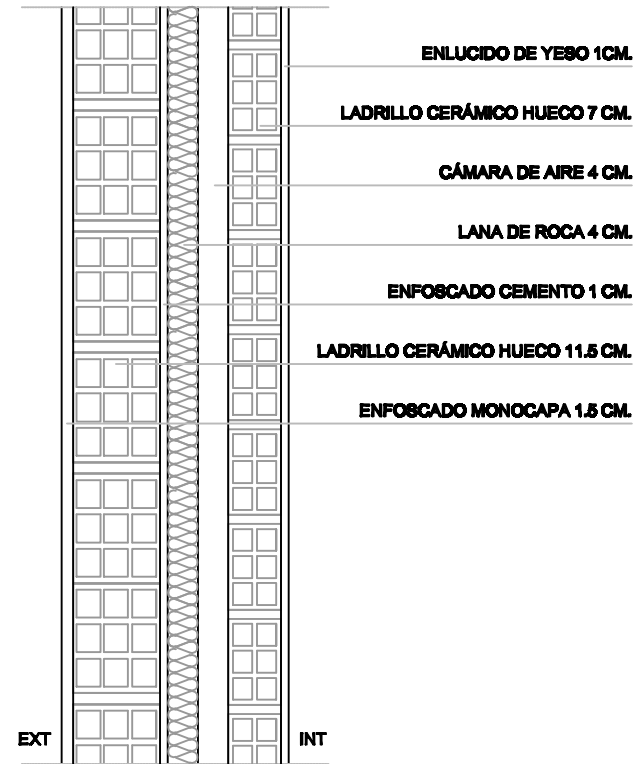 ENLUCIDO DE YESO 1CM.
LADRILLO CERÁMICO HUECO 7 CM.
CÁMARA DE AIRE 4 CM.
LANA DE ROCA 4 CM.
ENFOSCADO CEMENTO 1 CM.
LADRILLO CERÁMICO HUECO 11.5 CM.
ENFOSCADO MONOCAPA 1.5 CM.
EXT
INT